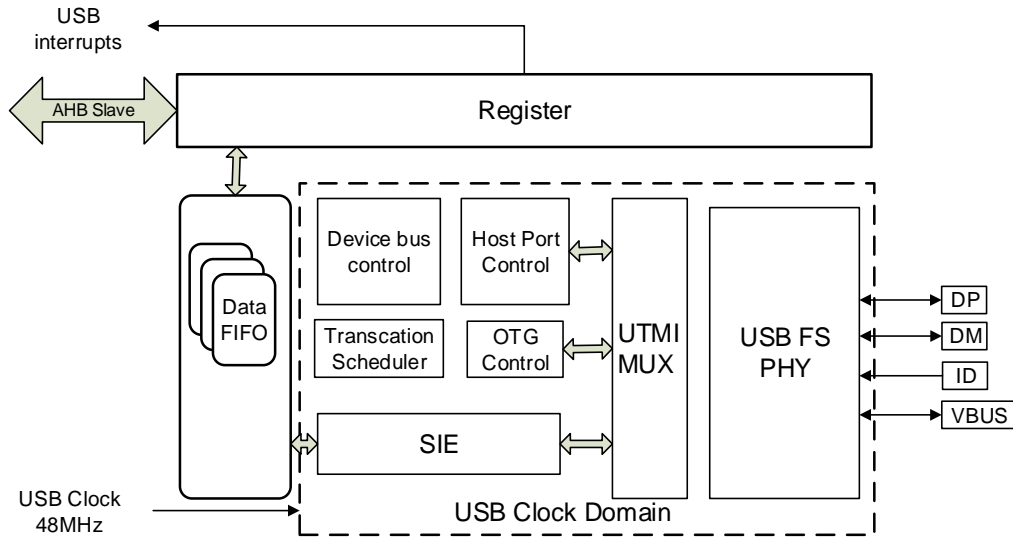 USB
interrupts
AHB Slave
Register
Device bus
control
Host Port
Control
Data
FIFO
Transcation
Scheduler
OTG
Control
UTMI
MUX
USB FS
PHY
DP
DM
ID
VBUS
SIE
USB Clock
48MHz
USB Clock Domain